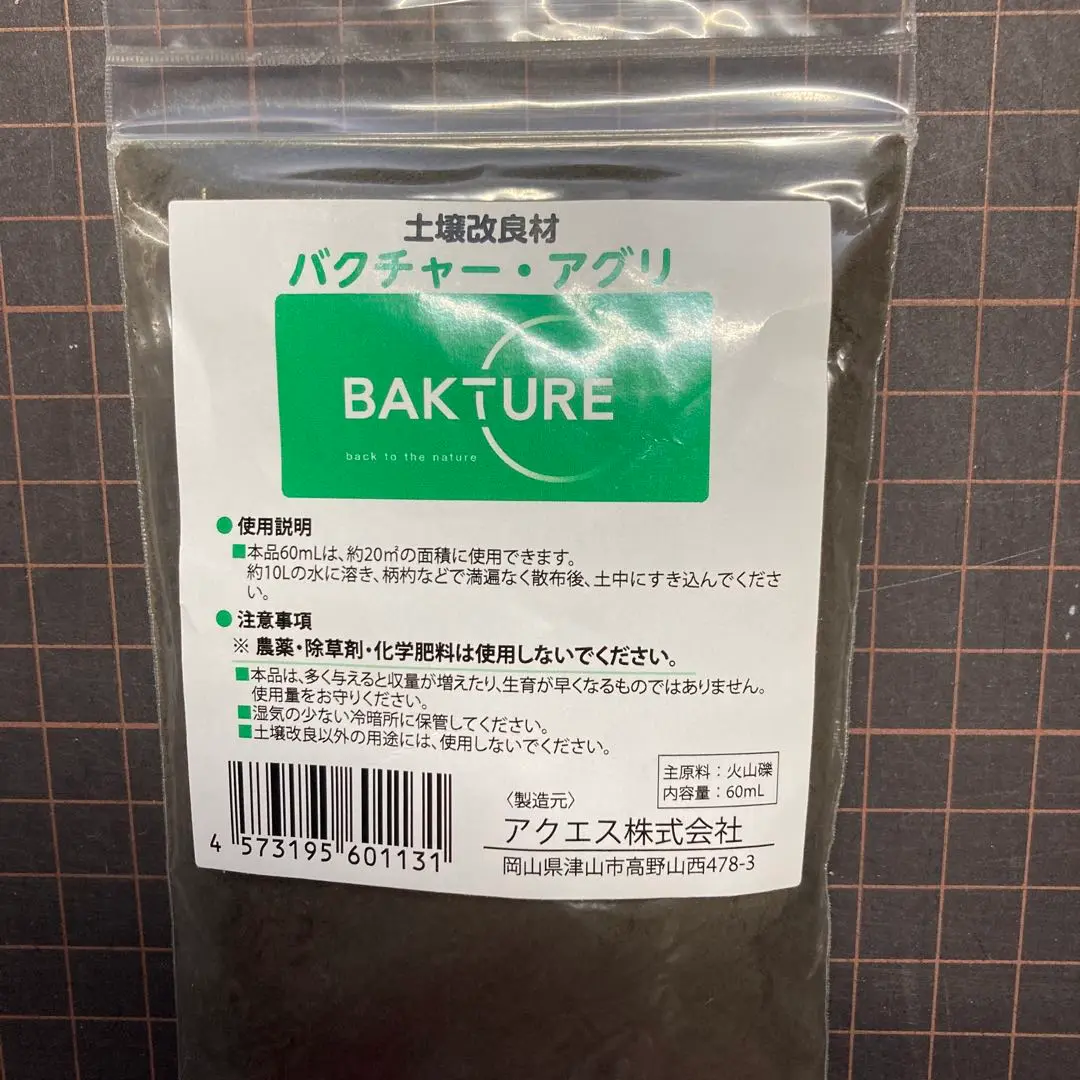 土壌改良材
バクチャー・アグリ
BAKTURE
back to the nature
● 使用説明
■本品60mLは、約20㎡の面積に使用できます。
約10Lの水に溶き、柄杓などで満遍なく散布後、土中にすき込んでくださ
い。
● 注意事項
※ 農薬・除草剤・化学肥料は使用しないでください。
■本品は、多く与えると収量が増えたり、生育が早くなるものではありません。
使用量をお守りください。
■湿気の少ない冷暗所に保管してください。
■土壌改良以外の用途には、使用しないでください。
主原料：火山礫
内容量：60mL
〈製造元〉
アクエス株式会社
岡山県津山市高野山西478-3
4 573195 601131